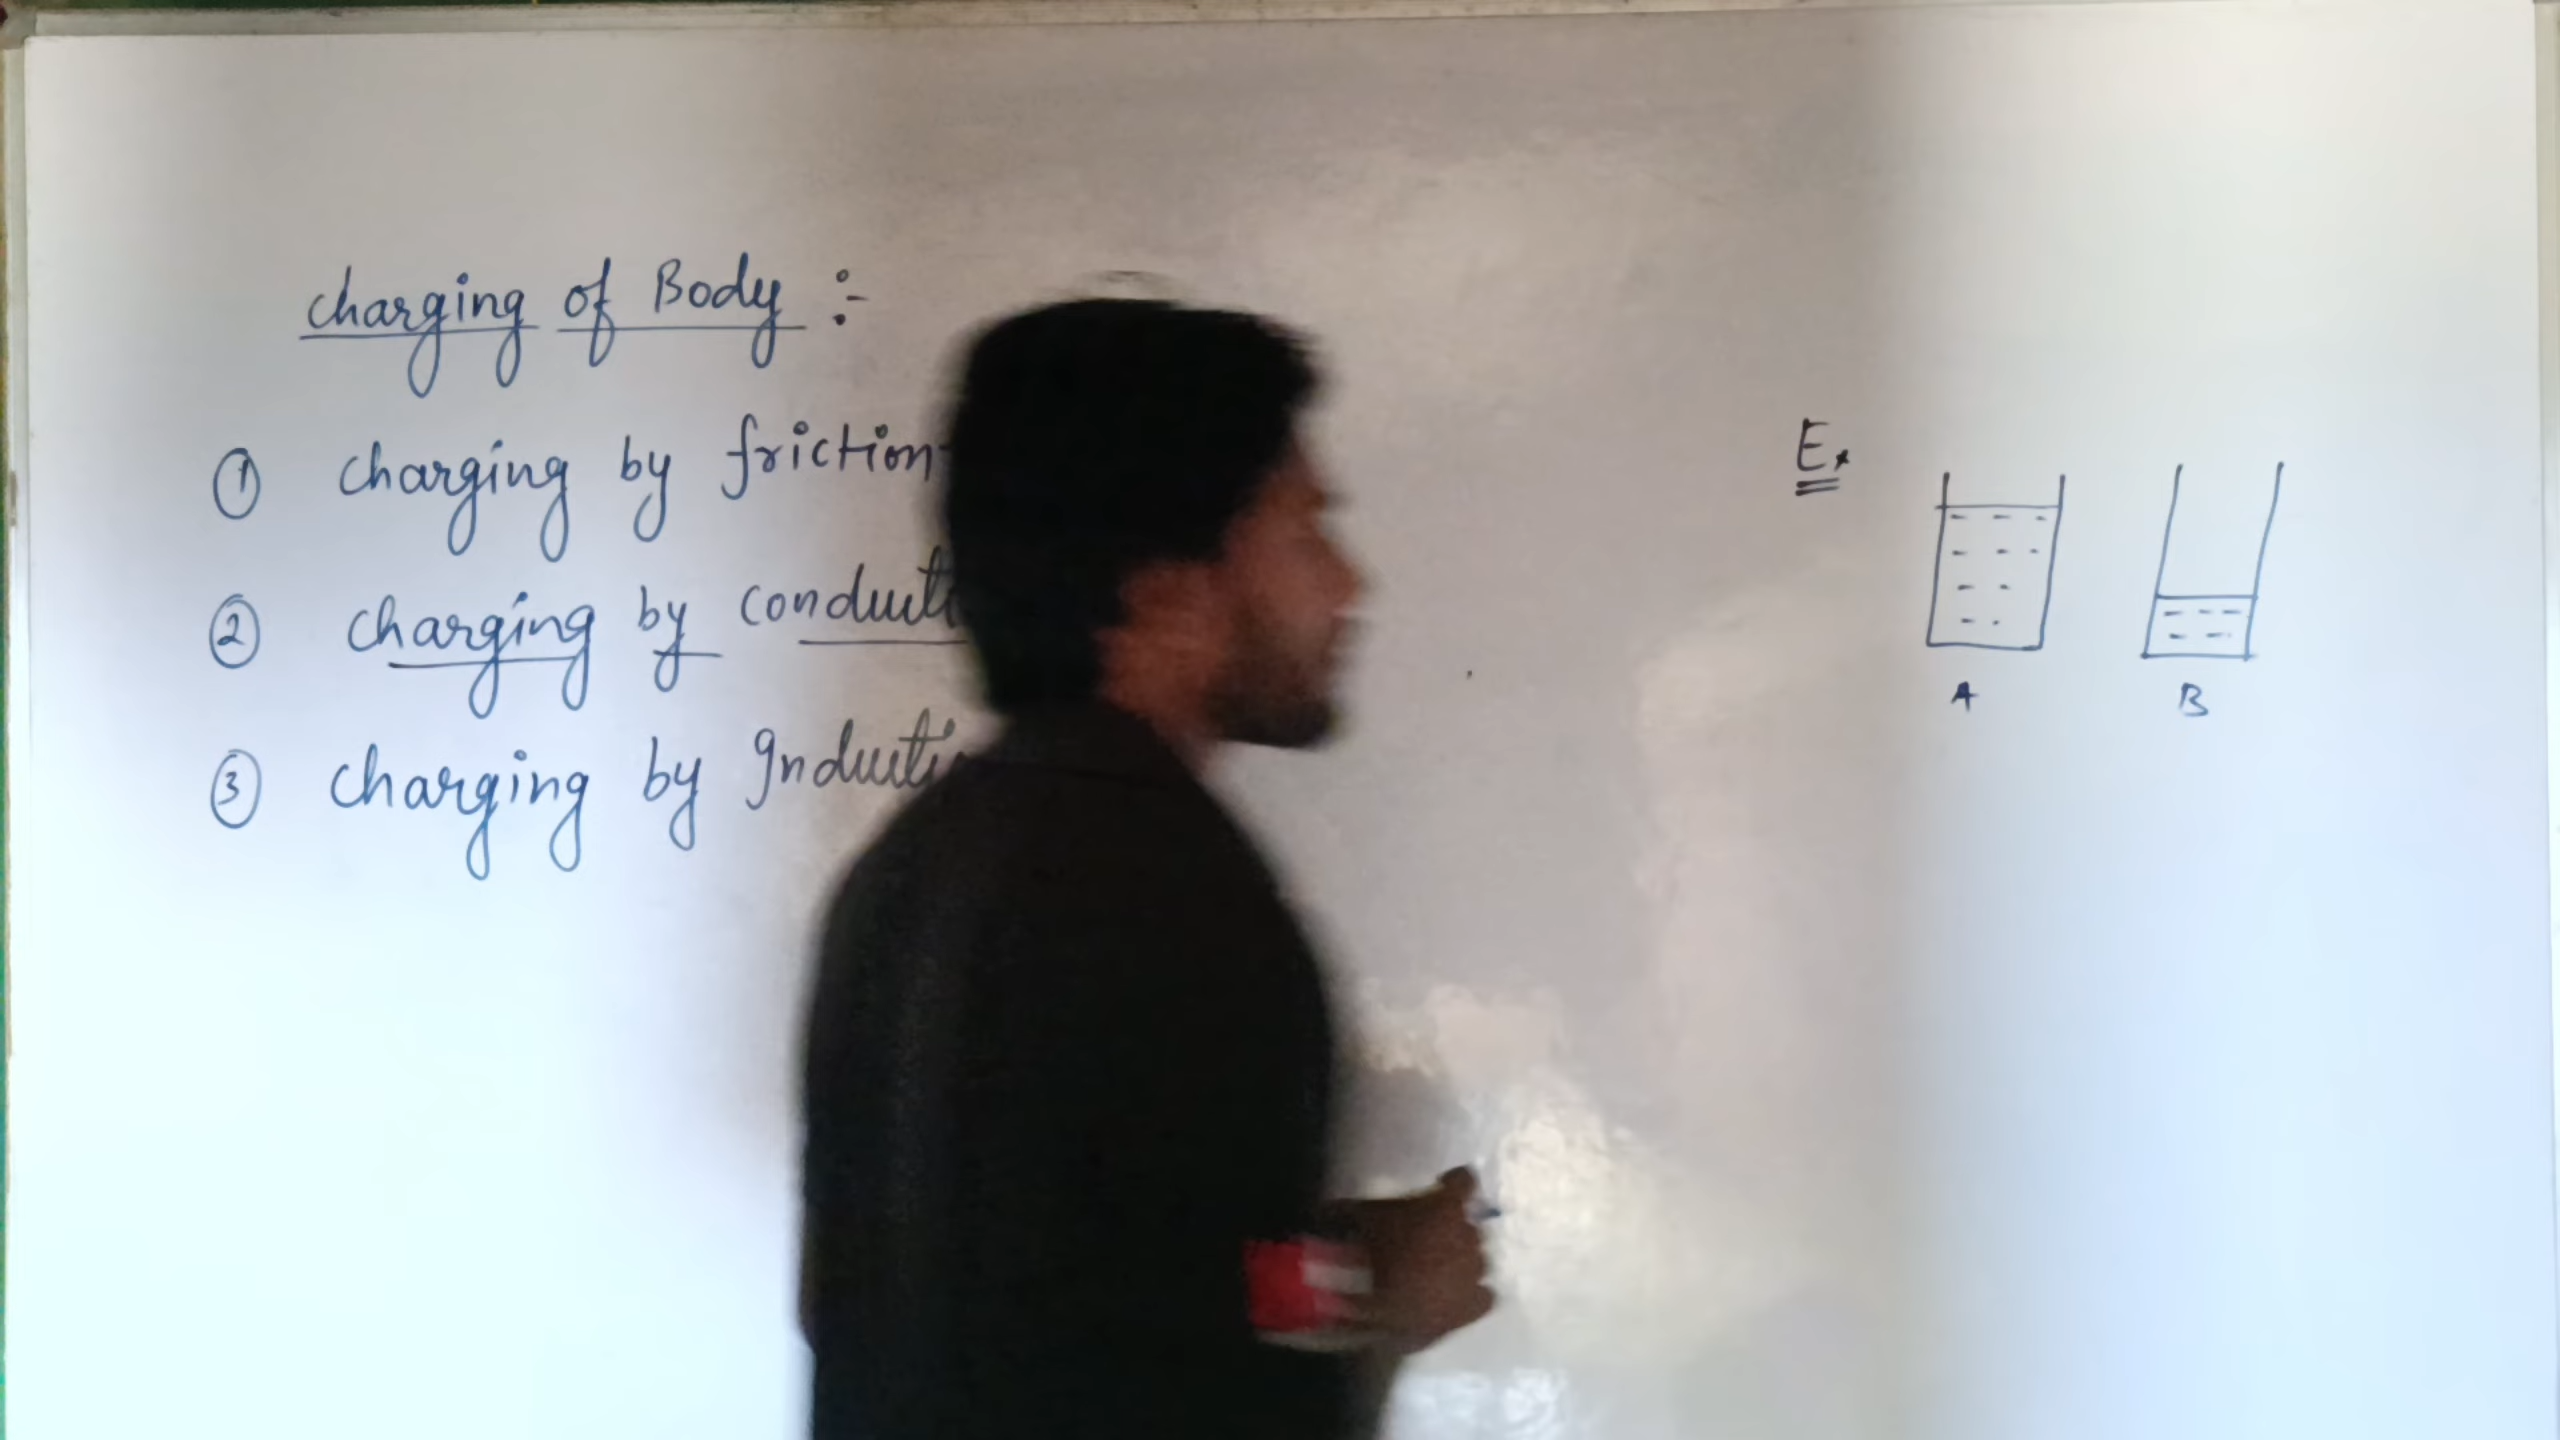 charging of Body :-
① charging by friction
② charging by
③ charging by
Ex
A B